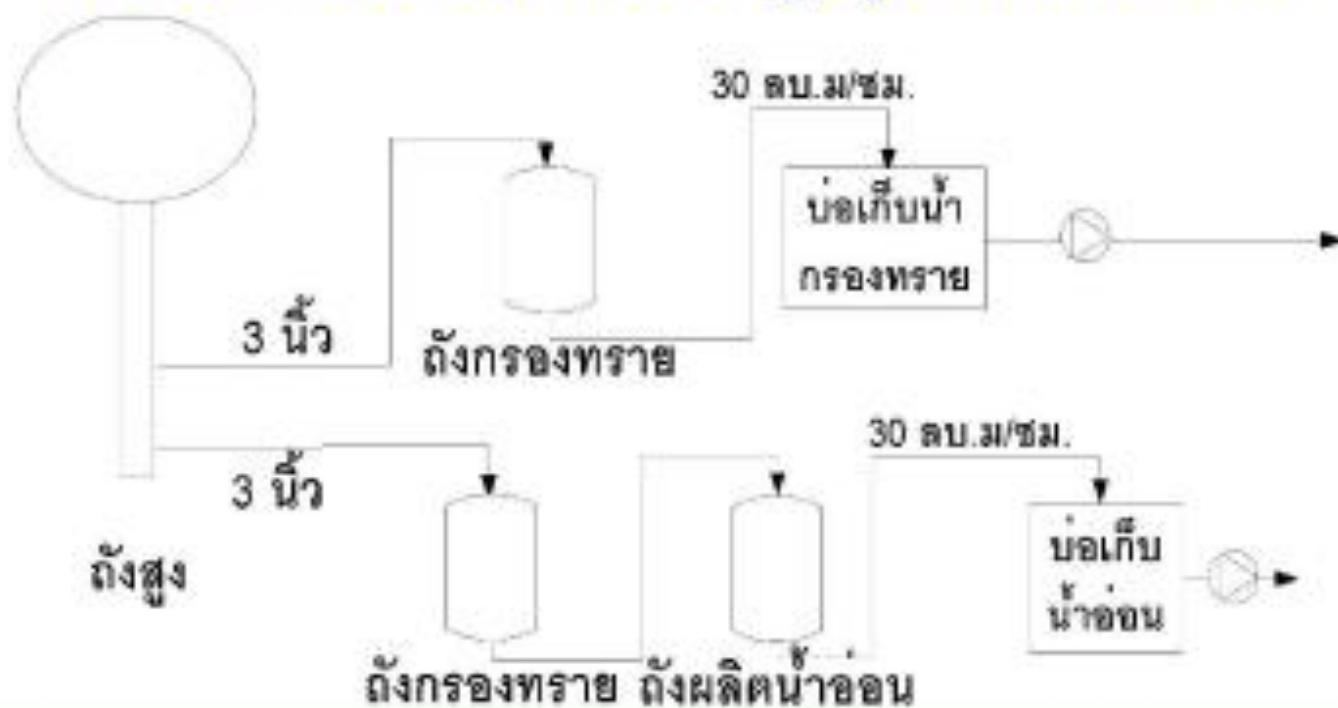 30 ลบ.ม/ชม.
บ่อเก็บน้ำ
กรองทราย
3 นิ้ว
ถังกรองทราย
30 ลบ.ม/ชม.
3 นิ้ว
บ่อเก็บ
น้ำอ่อน
ถังสูง
ถังกรองทราย ถังผลิตน้ำอ่อน